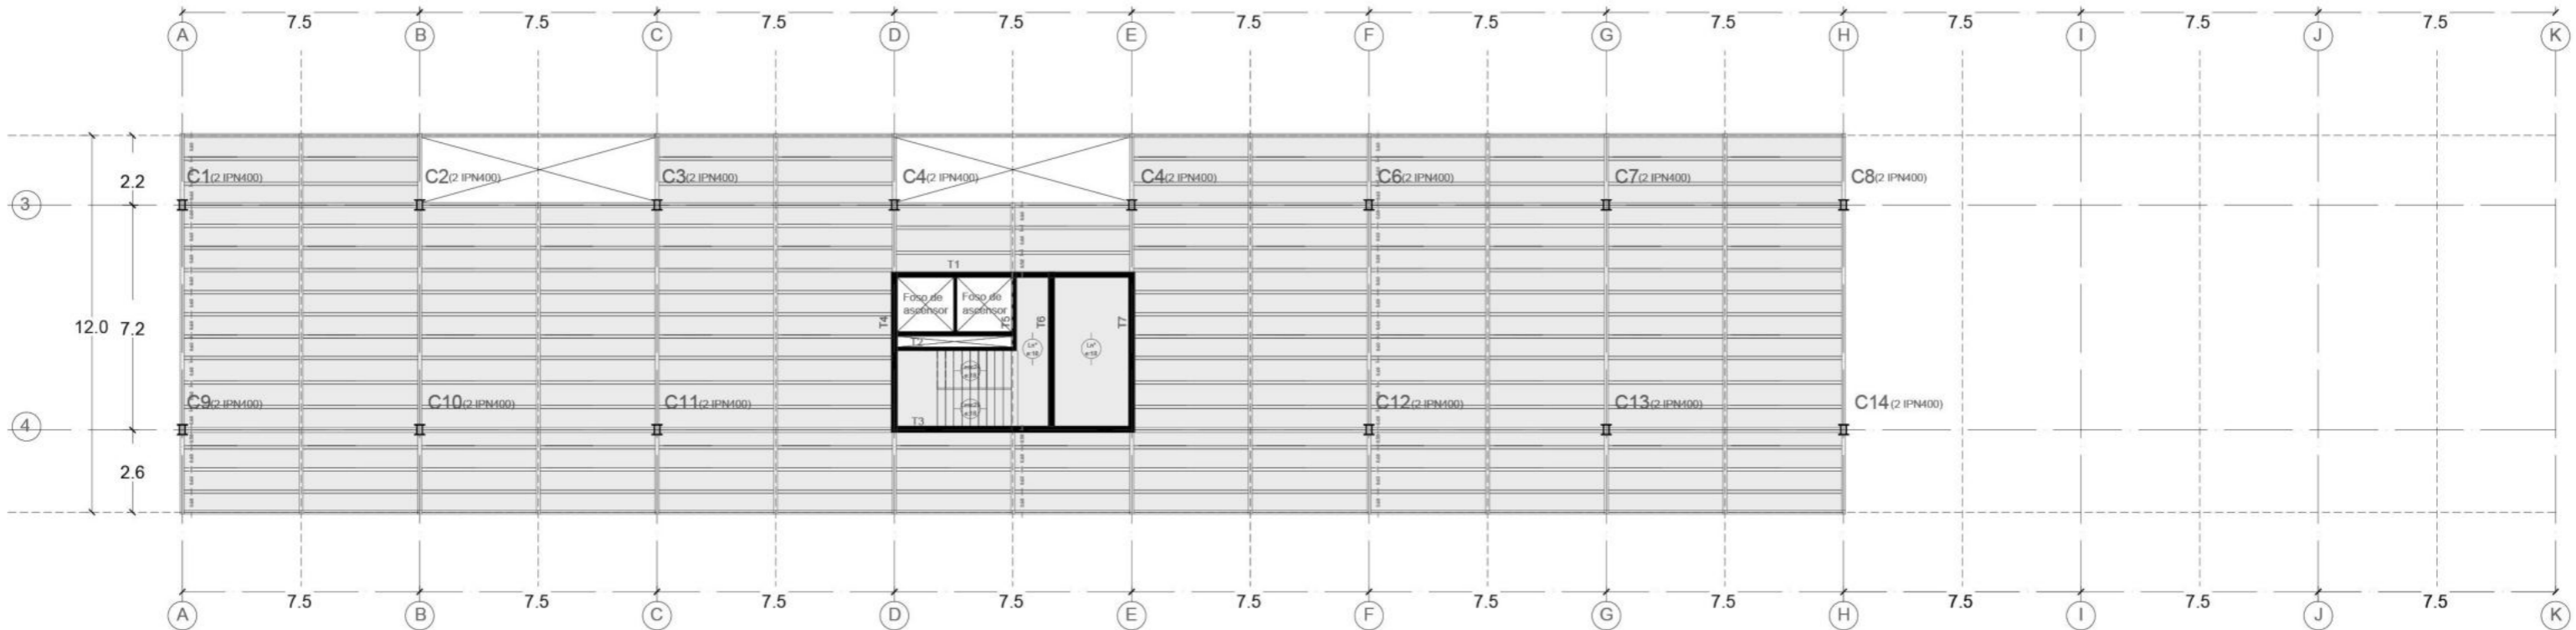 7.5 7.5 7.5 7.5 7.5 7.5 7.5 7.5 7.5 7.5
A B C D E F G H I J K
C1(2 IPN400) C2(2 IPN400) C3(2 IPN400) C4(2 IPN400) C4(2 IPN400) C6(2 IPN400) C7(2 IPN400) C8(2 IPN400)
2.2
3
T1
Foso de ascensor
Foso de ascensor
T4 T5 T6 T7
12.0 7.2
T2
C9(2 IPN400) C10(2 IPN400) C11(2 IPN400) C12(2 IPN400) C13(2 IPN400) C14(2 IPN400)
T3
4
2.6
7.5 7.5 7.5 7.5 7.5 7.5 7.5 7.5 7.5 7.5
A B C D E F G H I J K